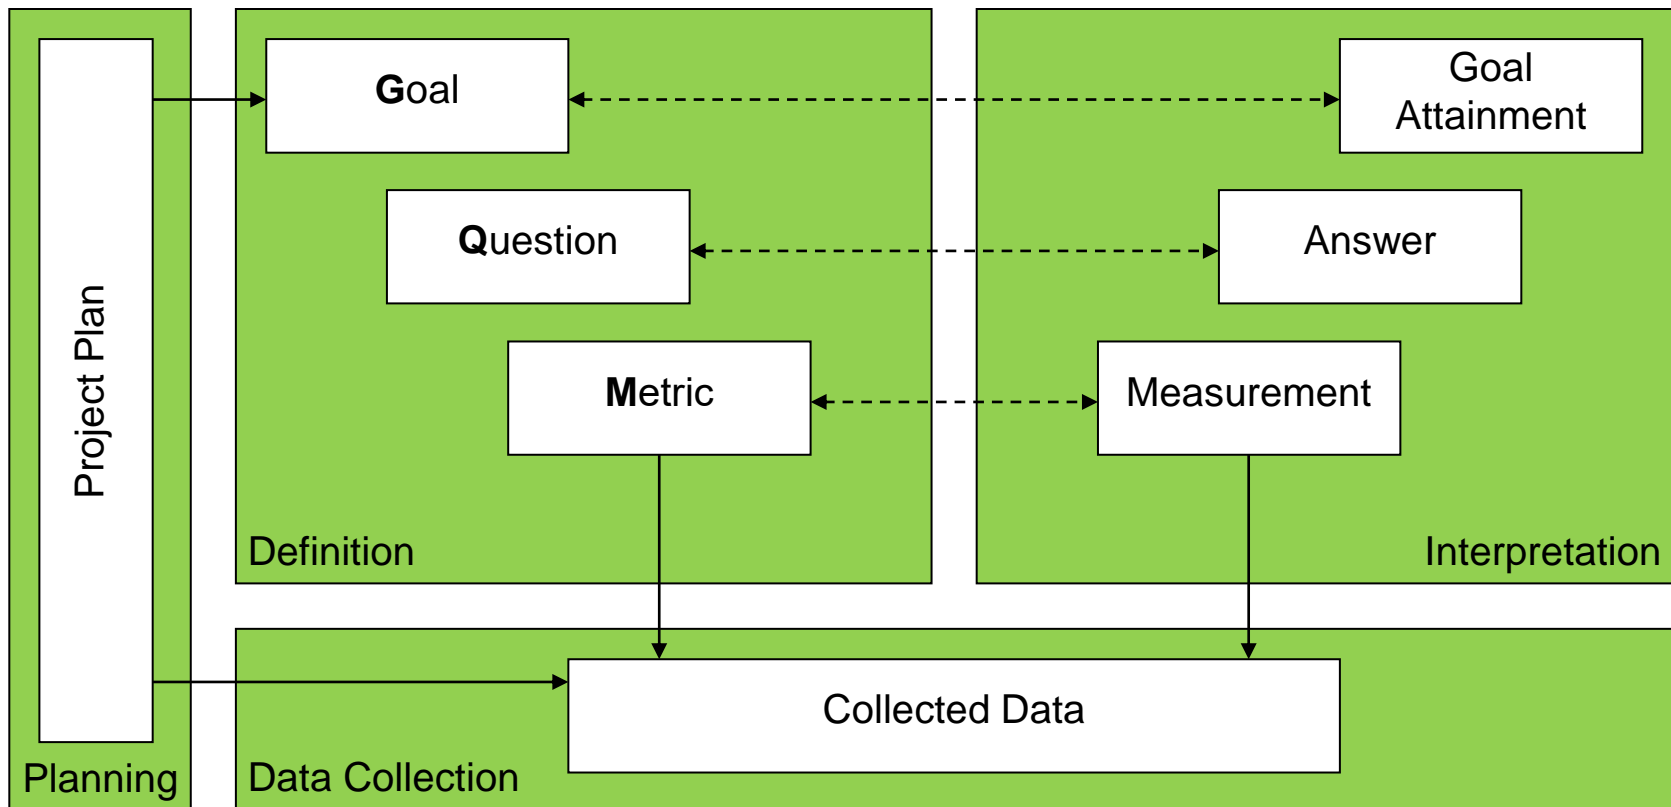 Project Plan
Planning
Goal
Question
Metric
Definition
Goal
Attainment
Answer
Measurement
Interpretation
Collected Data
Data Collection